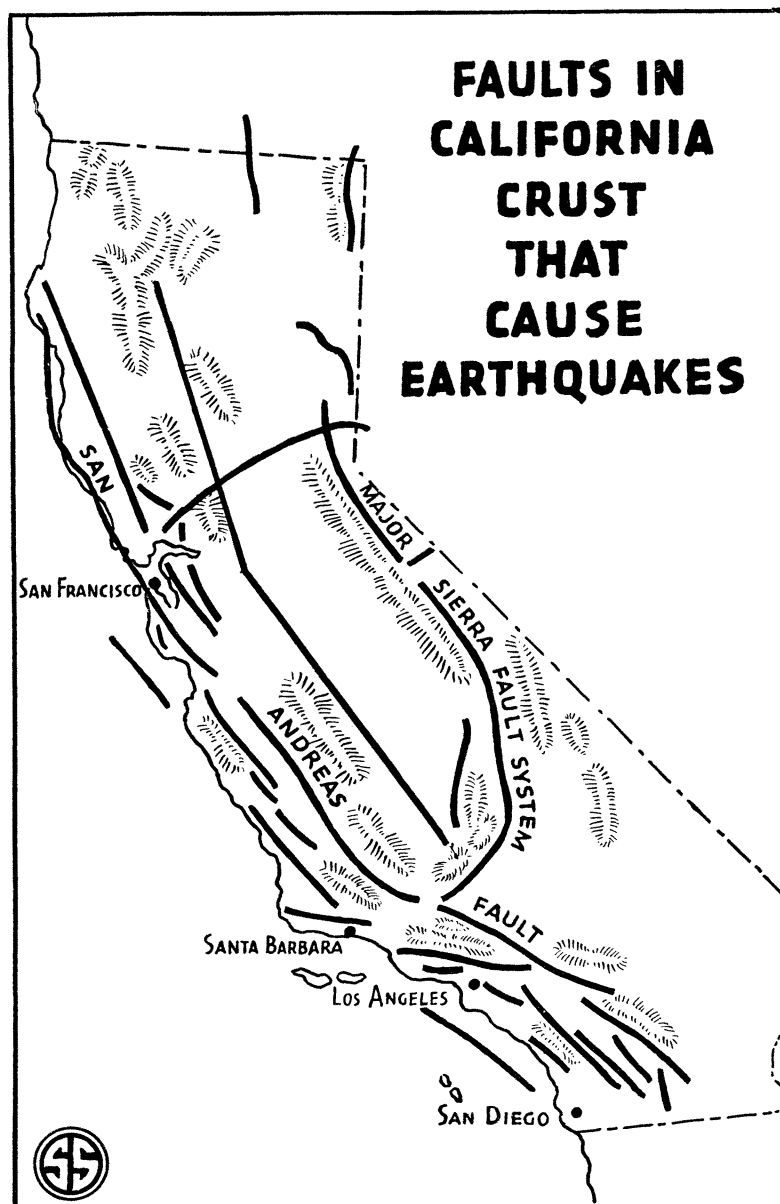 FAULTS IN
CALIFORNIA
CRUST
THAT
CAUSE
EARTHQUAKES
SAN
MAJOR
SAN FRANCISCO
SIERRA
FAULT
SYSTEM
ANDREAS
FAULT
SANTA BARBARA
LOS ANGELES
SAN DIEGO
SS